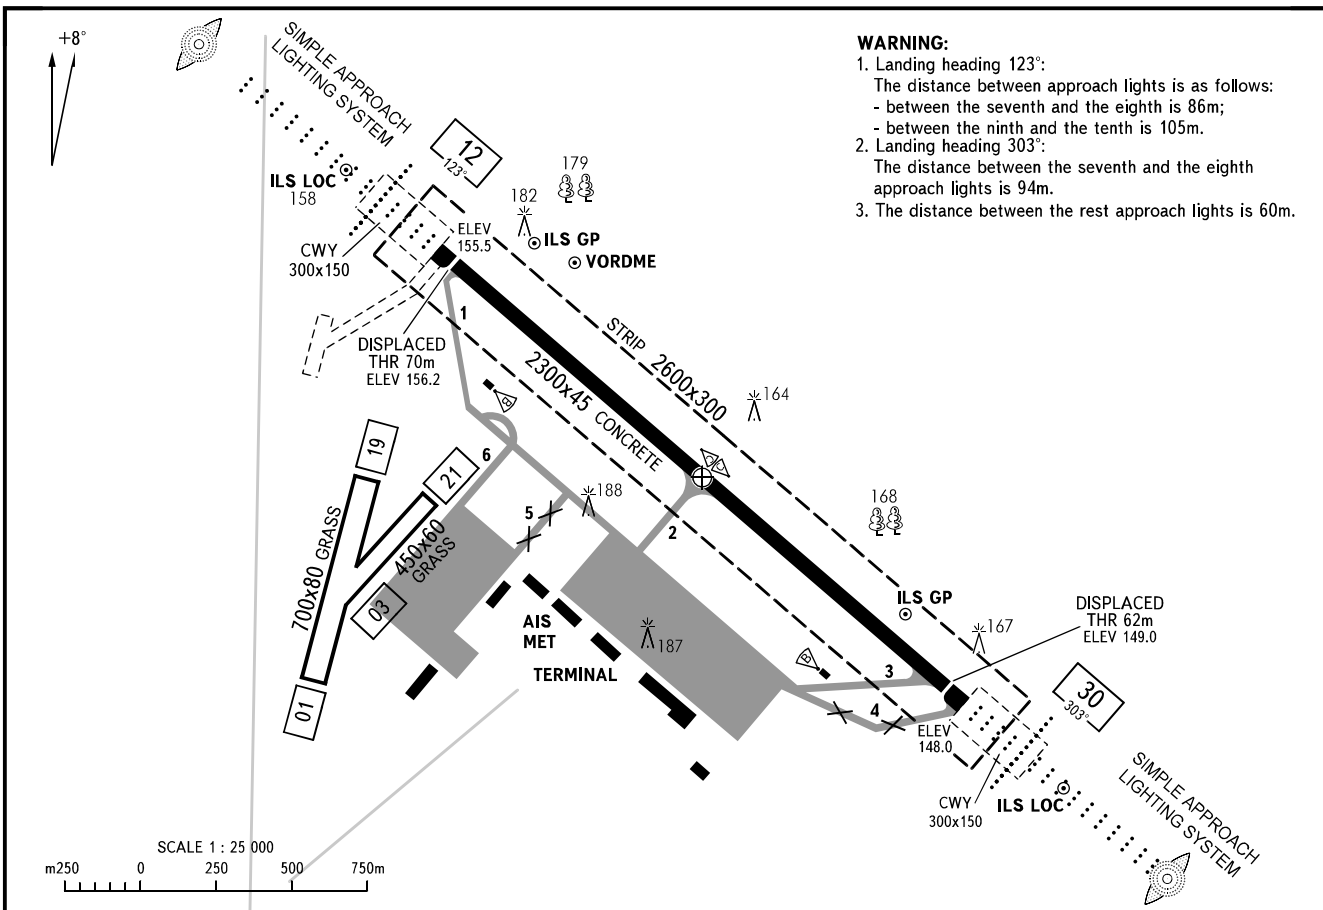 +8°
SIMPLE APPROACH
LIGHTING SYSTEM
WARNING:
1. Landing heading 123°:
The distance between approach lights is as follows:
- between the seventh and the eighth is 86m;
- between the ninth and the tenth is 105m.
2. Landing heading 303°:
The distance between the seventh and the eighth
approach lights is 94m.
3. The distance between the rest approach lights is 60m.
12
123°
179
182
ILS LOC
158
ELEV
155.5
ILS GP
VORDME
CWY
300x150
1
STRIP 2600x300
DISPLACED
THR 70m
ELEV 156.2
2300x45 CONCRETE
164
B
C
C
19
21
6
188
168
5
2
700x80 GRASS
450x60
GRASS
03
AIS
MET
TERMINAL
187
ILS GP
167
DISPLACED
THR 62m
ELEV 149.0
B
3
4
01
30
303°
ELEV
148.0
CWY
300x150
ILS LOC
SIMPLE APPROACH
LIGHTING SYSTEM
SCALE 1 : 25 000
m250 0 250 500 750m